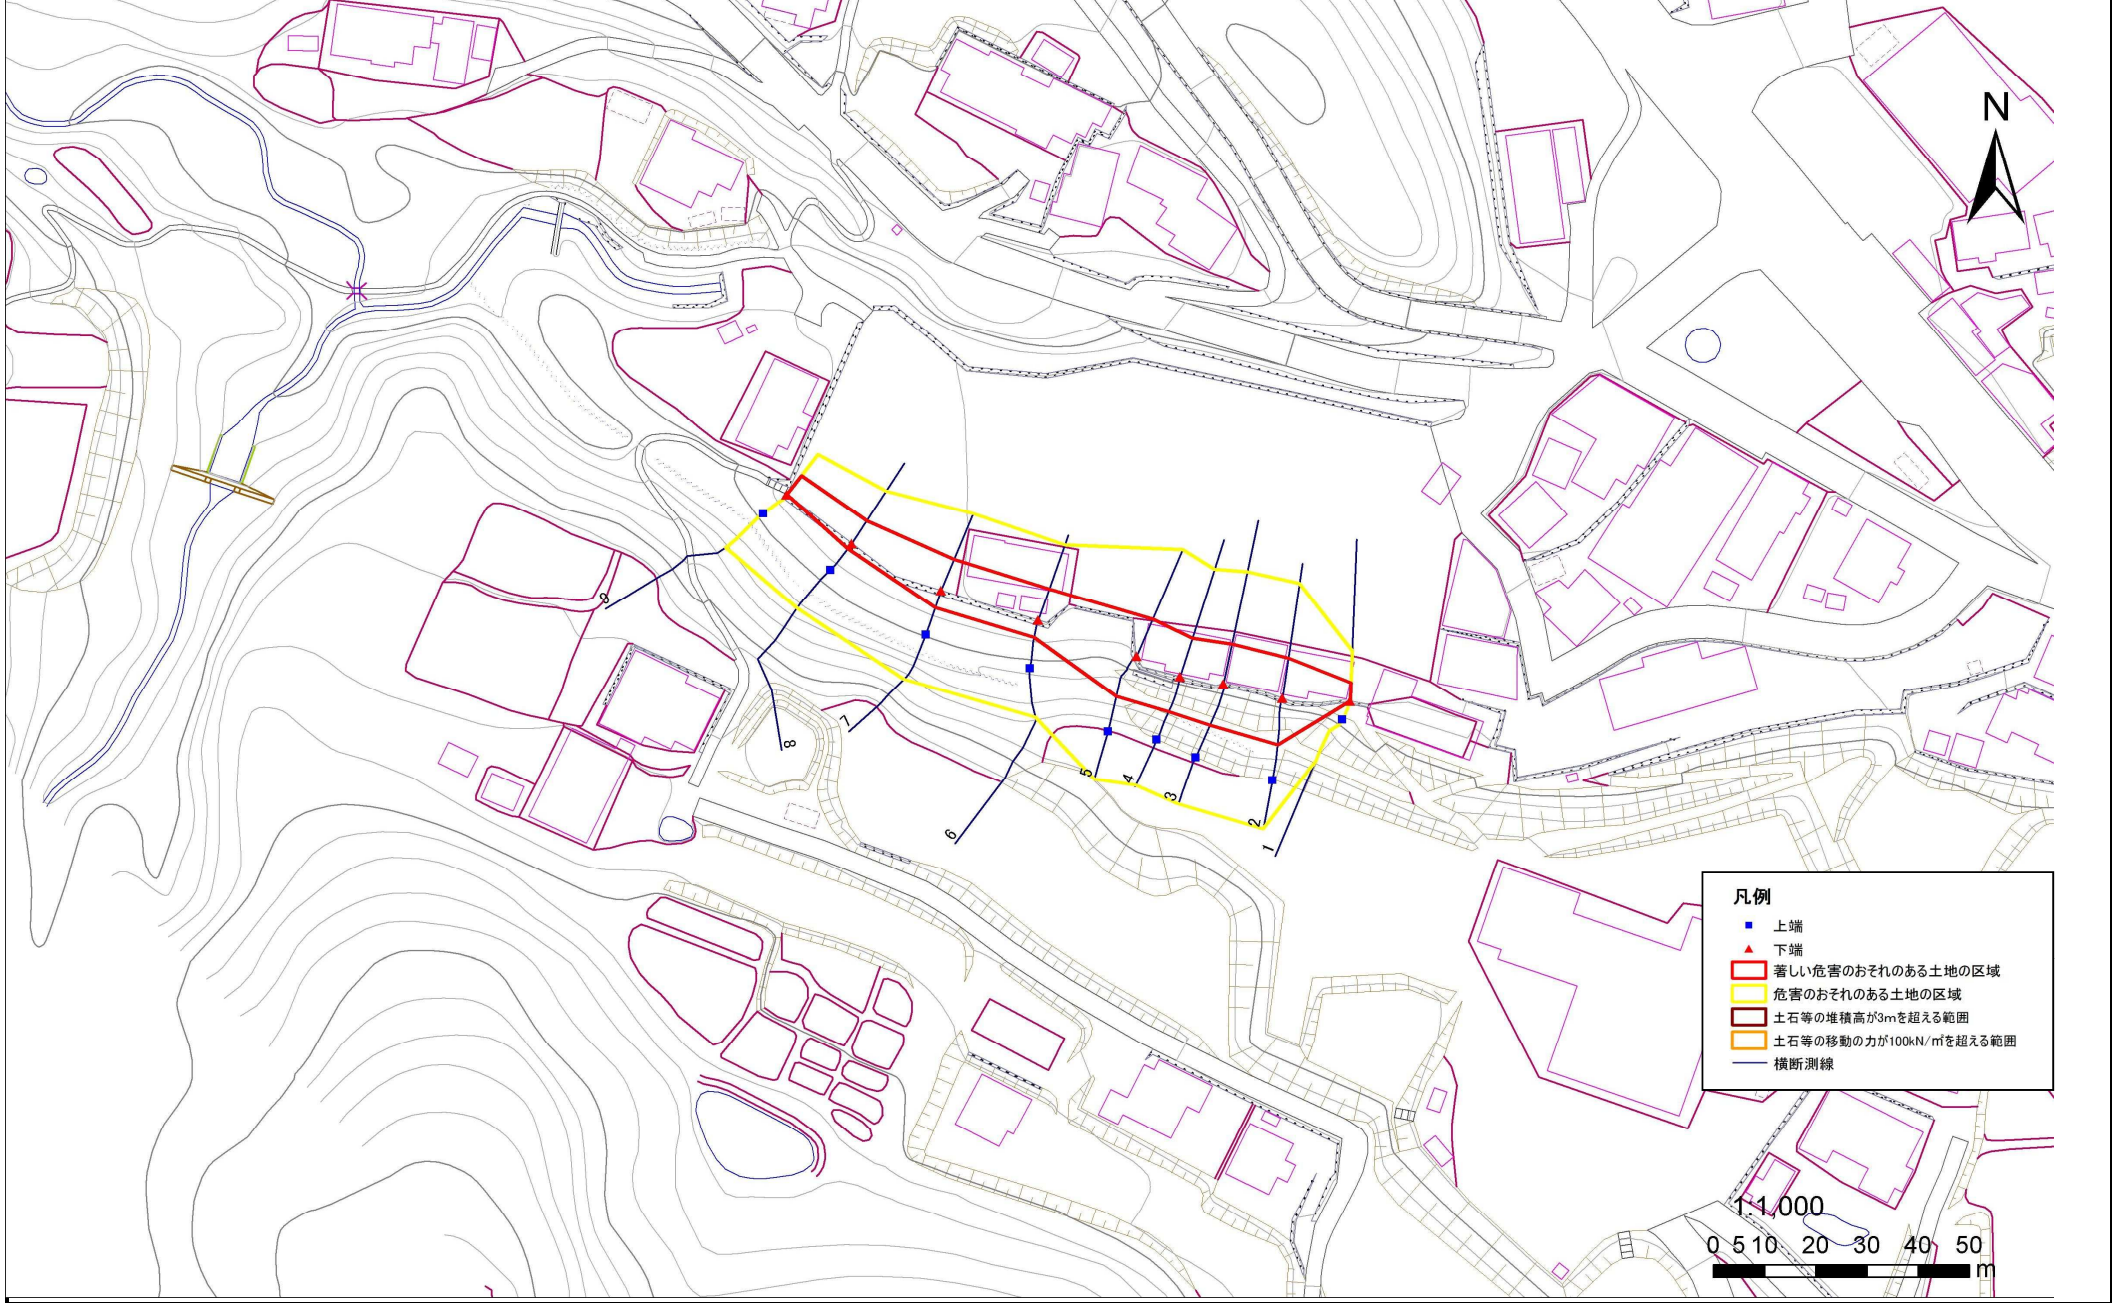 N
9
8
7
6
5
4
3
2
1
凡例
上端
下端
著しい危害のおそれのある土地の区域
危害のおそれのある土地の区域
土石等の堆積高が3mを超える範囲
土石等の移動の力が100kN/㎡を超える範囲
横断測線
1:1,000
0 5 10 20 30 40 50
m